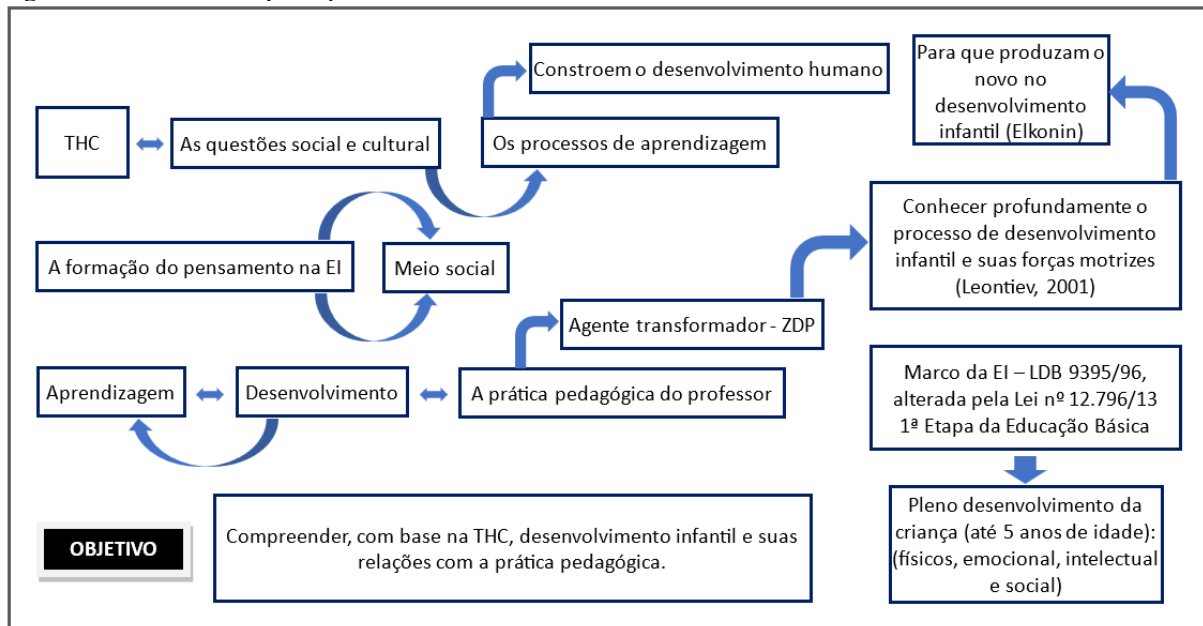 Constroem o desenvolvimento humano
Para que produzam o
novo no
desenvolvimento
infantil (Elkonin)
THC
As questões social e cultural
Os processos de aprendizagem
A formação do pensamento na EI
Meio social
Conhecer profundamente o
processo de desenvolvimento
infantil e suas forças motrizes
(Leontiev, 2001)
Agente transformador - ZDP
Aprendizagem
Desenvolvimento
A prática pedagógica do professor
Marco da EI – LDB 9395/96,
alterada pela Lei nº 12.796/13
1ª Etapa da Educação Básica
Pleno desenvolvimento da
criança (até 5 anos de idade):
(físicos, emocional, intelectual
e social)
OBJETIVO
Compreender, com base na THC, desenvolvimento infantil e suas
relações com a prática pedagógica.